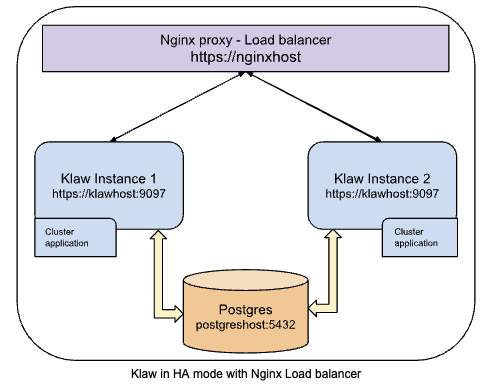 Nginx proxy - Load balancer
https://nginxhost
Klaw Instance 1
https://klawhost:9097
Klaw Instance 2
https://klawhost:9097
Cluster
application
Cluster
application
Postgres
postgreshost:5432
Klaw in HA mode with Nginx Load balancer